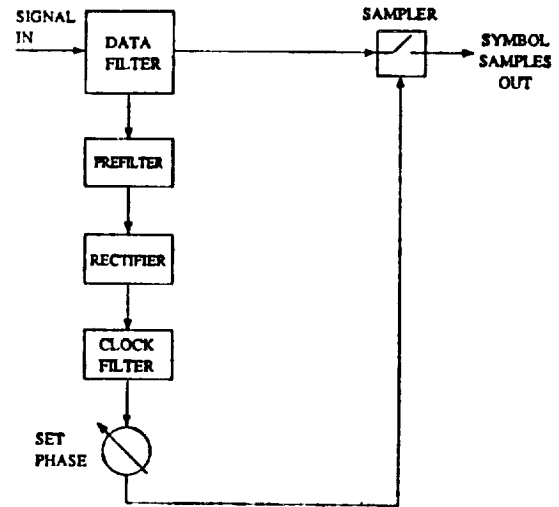 SIGNAL
IN
DATA
FILTER
SAMPLER
SYMBOL
SAMPLES
OUT
PREFILTER
RECTIFIER
CLOCK
FILTER
SET
PHASE